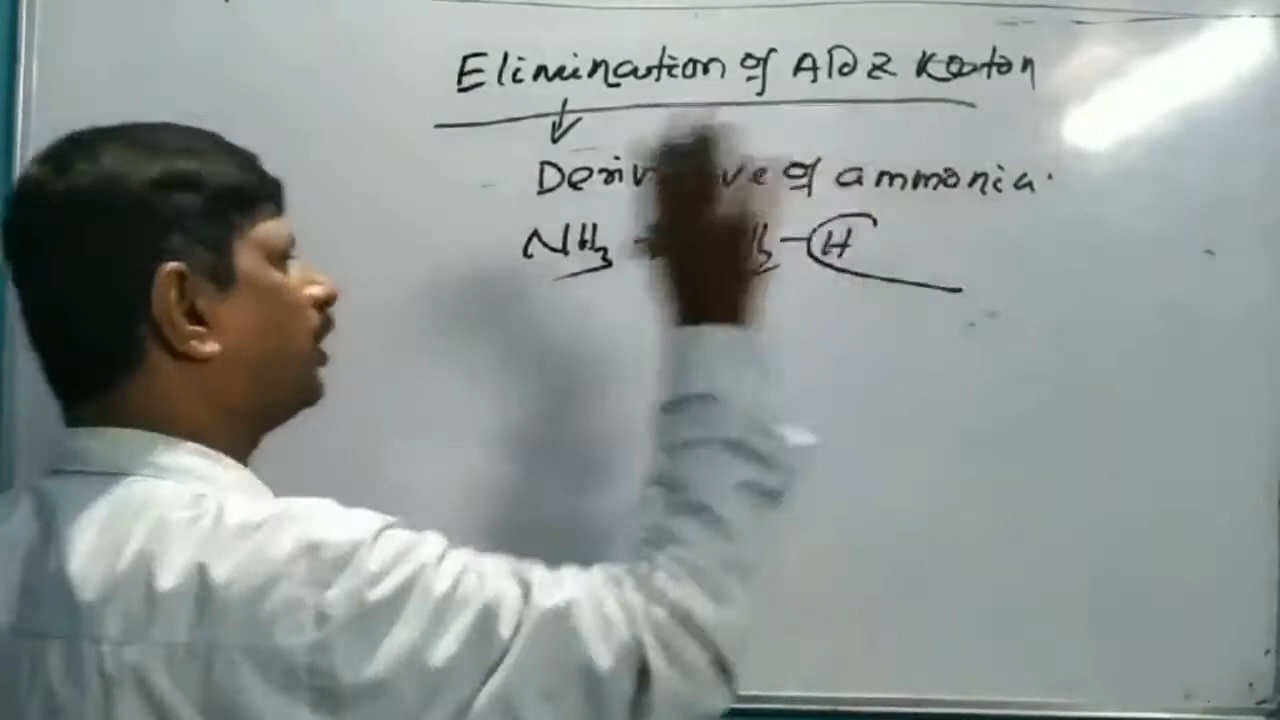 Elimination of AlD & Keton
Derivative of ammonia.
NH3 H